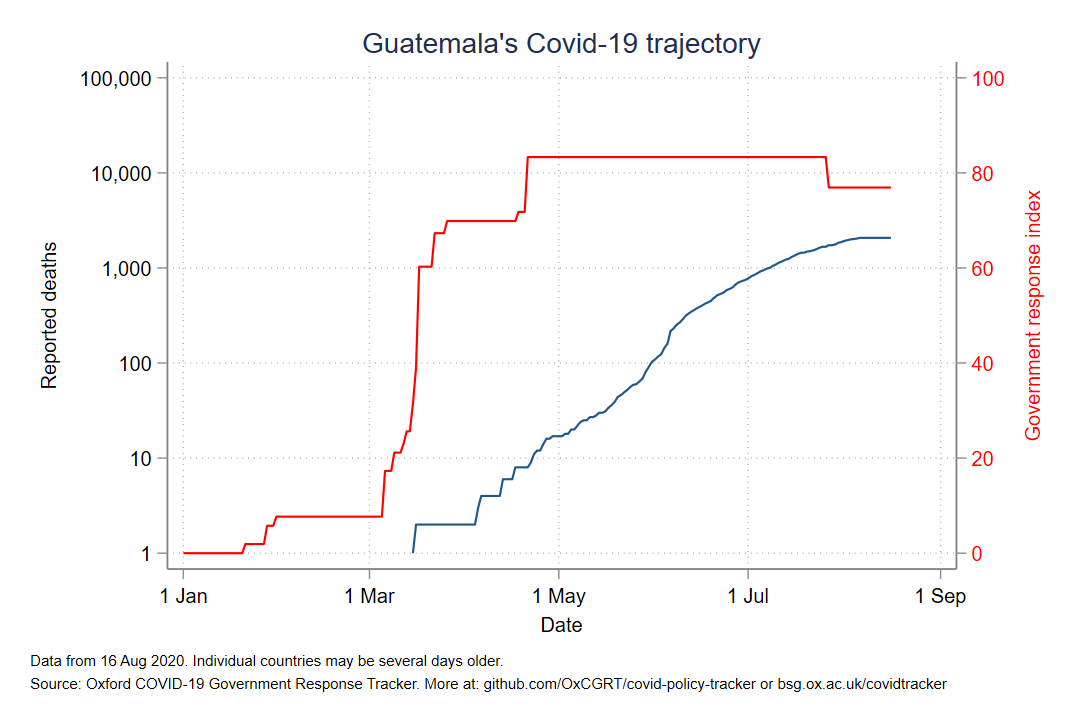 Guatemala's Covid-19 trajectory
100,000
10,000
1,000
100
10
1
Reported deaths
100
80
60
40
20
0
Government response index
1 Jan
1 Mar
1 May
1 Jul
1 Sep
Date
Data from 16 Aug 2020. Individual countries may be several days older.
Source: Oxford COVID-19 Government Response Tracker. More at: github.com/OxCGRT/covid-policy-tracker or bsg.ox.ac.uk/covidtracker